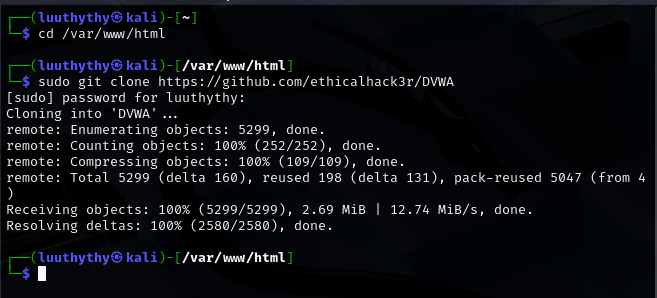 ┌──(luuthythy㉿kali)-[~]
└─$ cd /var/www/html
┌──(luuthythy㉿kali)-[/var/www/html]
└─$ sudo git clone https://github.com/ethicalhack3r/DVWA
[sudo] password for luuthythy:
Cloning into 'DVWA'...
remote: Enumerating objects: 5299, done.
remote: Counting objects: 100% (252/252), done.
remote: Compressing objects: 100% (109/109), done.
remote: Total 5299 (delta 160), reused 198 (delta 131), pack-reused 5047 (from 4
)
Receiving objects: 100% (5299/5299), 2.69 MiB | 12.74 MiB/s, done.
Resolving deltas: 100% (2580/2580), done.
┌──(luuthythy㉿kali)-[/var/www/html]
└─$